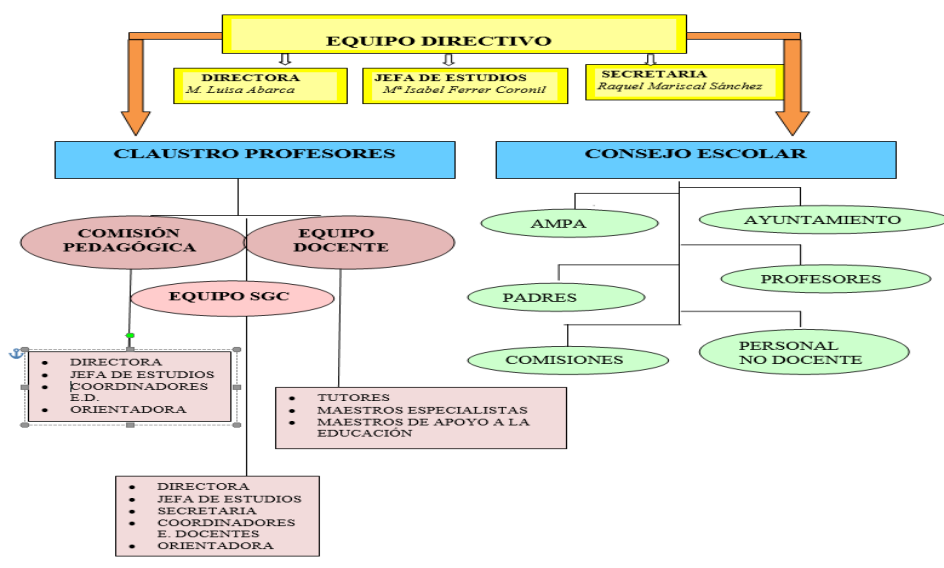 EQUIPO DIRECTIVO
DIRECTORA
M. Luisa Abarca
JEFA DE ESTUDIOS
Mª Isabel Ferrer Coronil
SECRETARIA
Raquel Mariscal Sánchez
CLAUSTRO PROFESORES
CONSEJO ESCOLAR
COMISIÓN
PEDAGÓGICA
EQUIPO
DOCENTE
EQUIPO SGC
AMPA
AYUNTAMIENTO
PADRES
PROFESORES
COMISIONES
PERSONAL
NO DOCENTE
• DIRECTORA
• JEFA DE ESTUDIOS
• COORDINADORES
E.D.
• ORIENTADORA
• TUTORES
• MAESTROS ESPECIALISTAS
• MAESTROS DE APOYO A LA
EDUCACIÓN
• DIRECTORA
• JEFA DE ESTUDIOS
• SECRETARIA
• COORDINADORES
E. DOCENTES
• ORIENTADORA